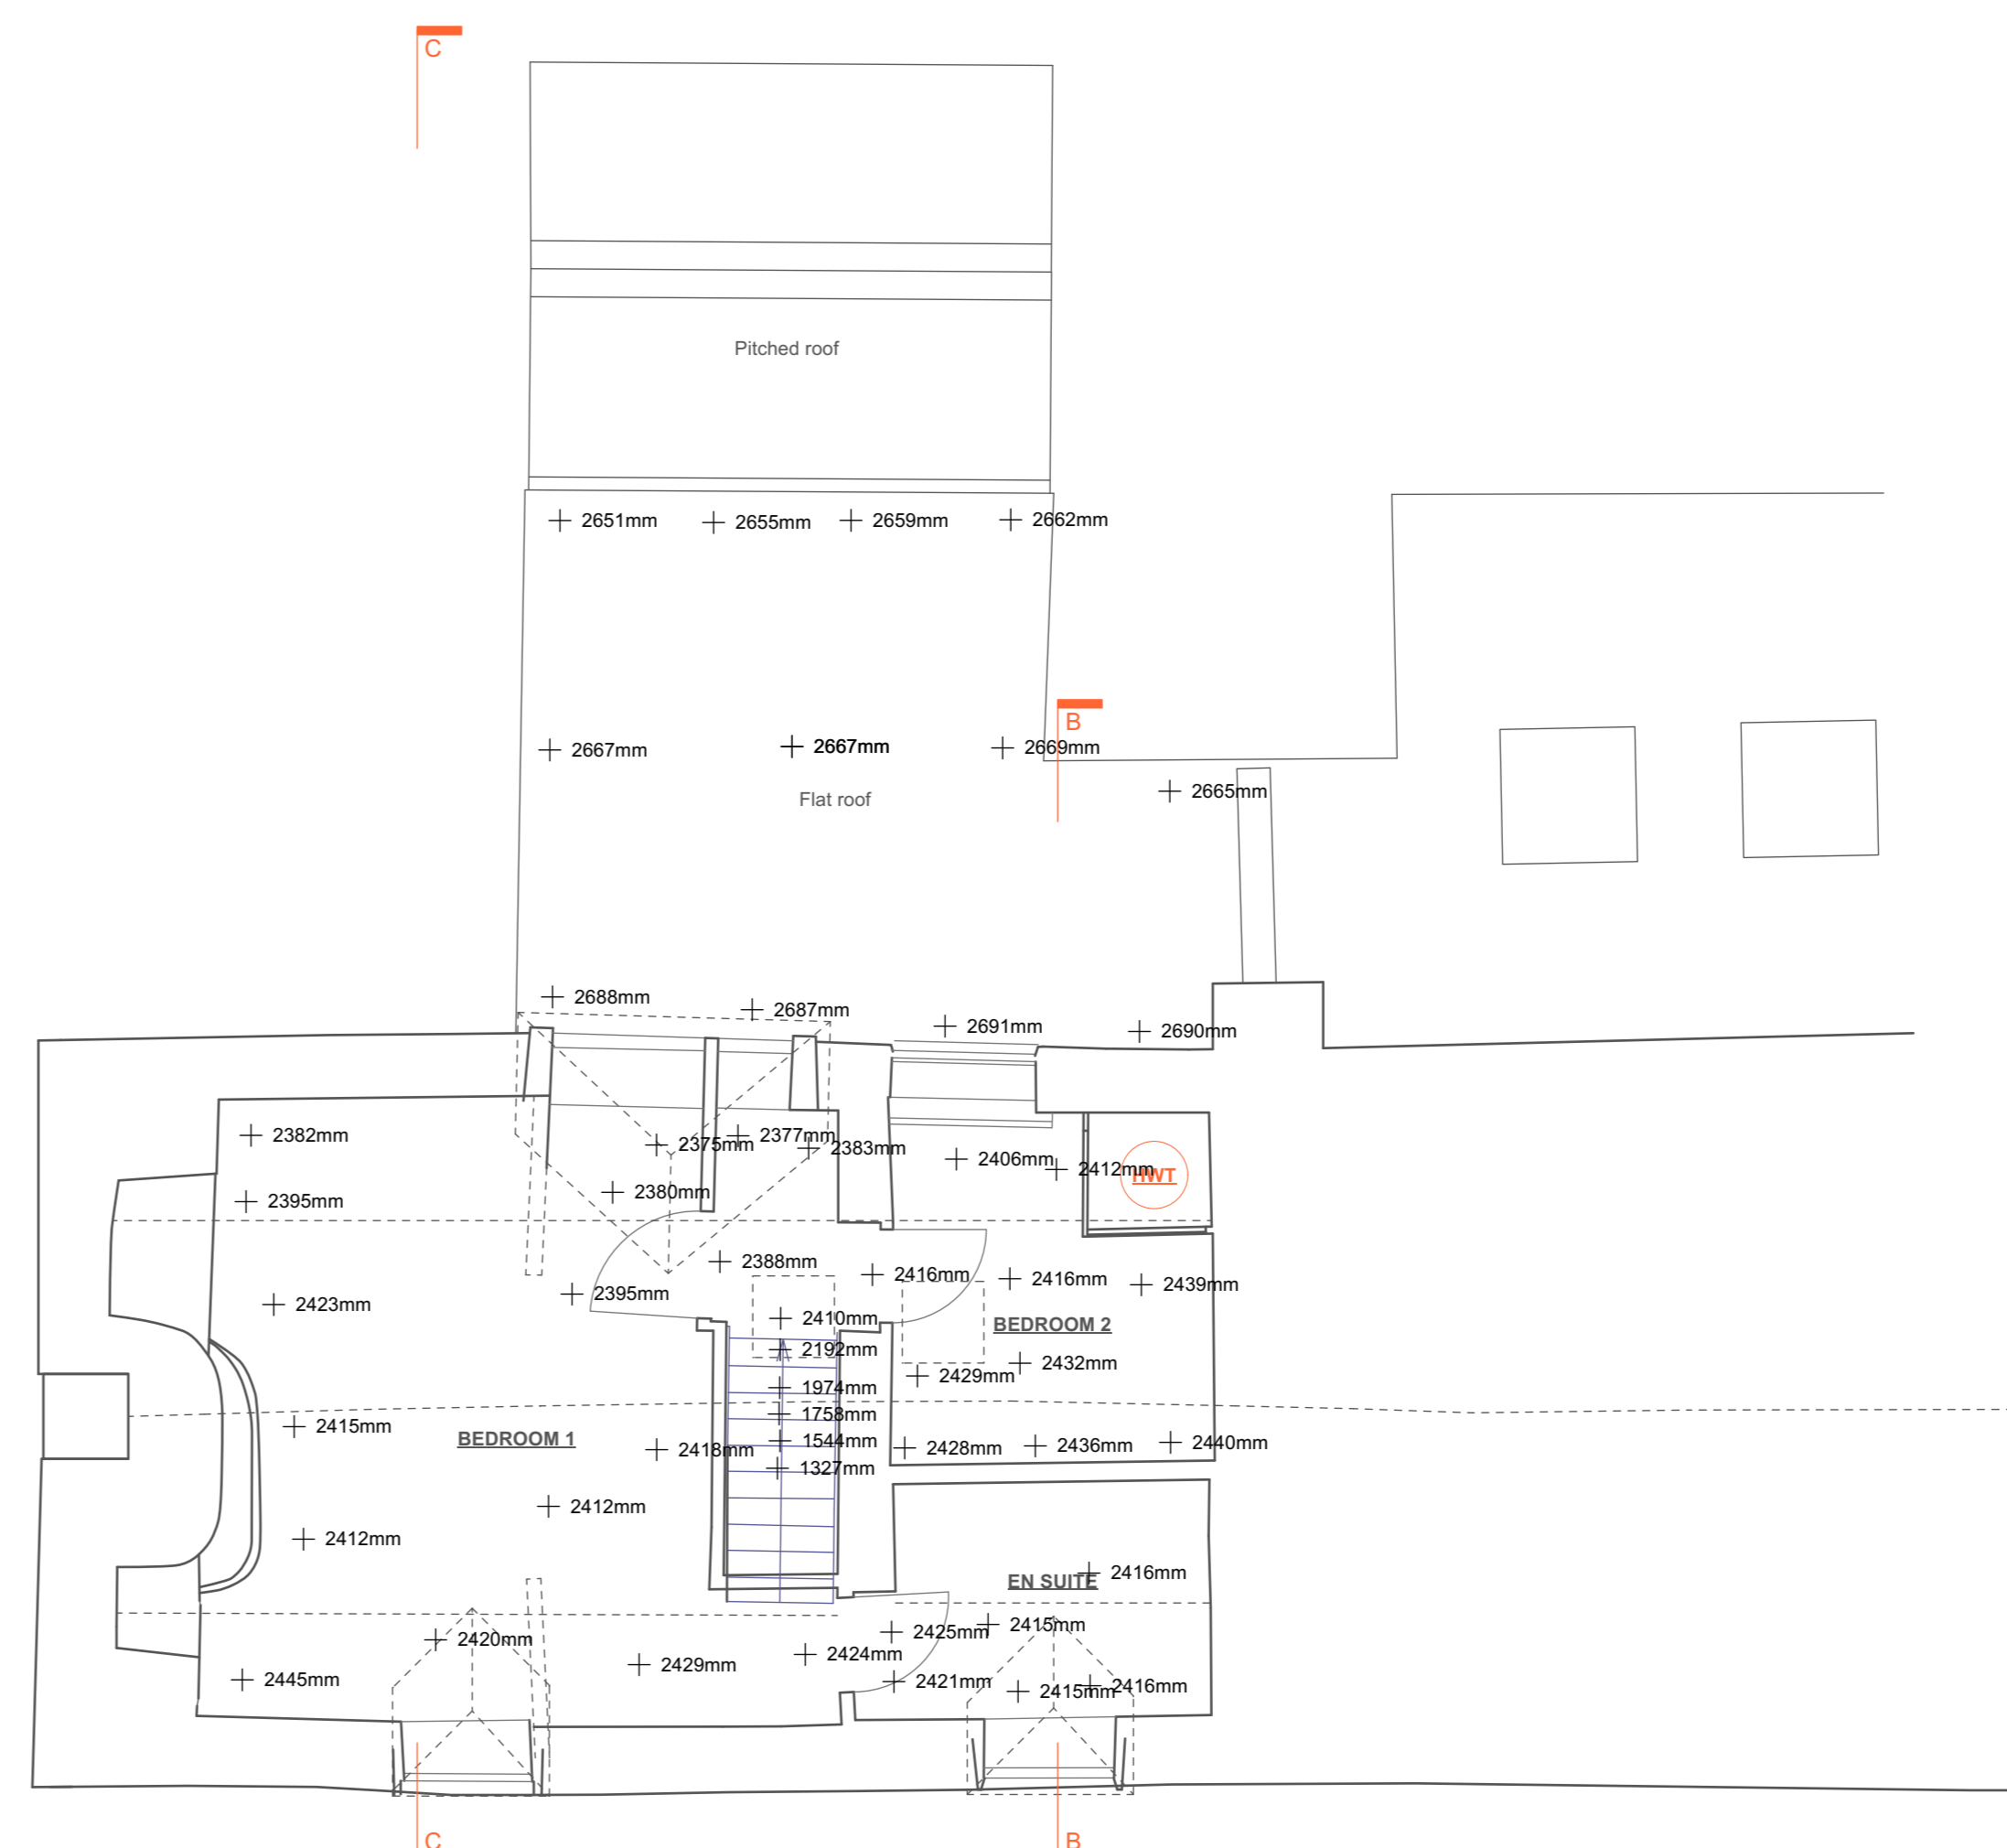 C
Pitched roof
2651mm
2655mm
2659mm
2662mm
B
2667mm
2667mm
2669mm
2665mm
Flat roof
2688mm
2687mm
2691mm
2690mm
2382mm
2375mm
2377mm
2383mm
2406mm
2412mm
HWT
2395mm
2380mm
2388mm
2416mm
2416mm
2439mm
2423mm
2395mm
2410mm
BEDROOM 2
2192mm
2432mm
2429mm
1974mm
1758mm
2415mm
BEDROOM 1
2418mm
1544mm
2428mm
2436mm
2440mm
1327mm
2412mm
2412mm
2416mm
EN SUITE
2420mm
2425mm
2415mm
2445mm
2429mm
2424mm
2421mm
2415mm
2416mm
C
B